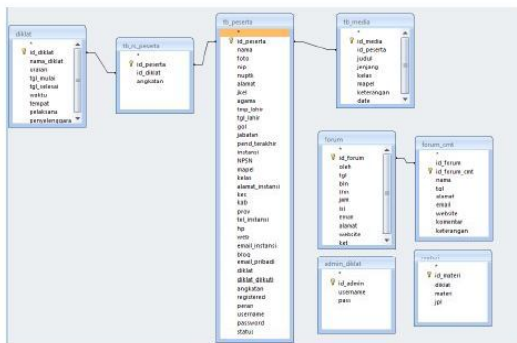 diklat
*
id_diklat
nama_diklat
uraian
tgl_mulai
tgl_selesai
waktu
tempat
pelaksana
penyelenggara
tb_rs_peserta
*
id_peserta
id_diklat
angkatan
tb_peserta
*
id_peserta
nama
foto
nip
nuptk
alamat
jkel
agama
tmp_lahir
tgl_lahir
gol
jabatan
pend_terakhir
instansi
NPSN
mapel
kelas
alamat_instansi
kec
kab
prov
tel_instansi
hp
web
email_instansi
blog
email_pribadi
diklat
diklat_diikuti
angkatan
registered
peran
username
password
status
tb_media
*
id_media
id_peserta
judul
jenjang
kelas
mapel
keterangan
date
forum
*
id_forum
oleh
tgl
bln
thn
jam
isi
email
alamat
website
ket
forum_cmt
*
id_forum
id_forum_cmt
nama
tgl
alamat
email
website
komentar
keterangan
admin_diklat
*
id_admin
username
pass
materi
*
id_materi
diklat
materi
jpl